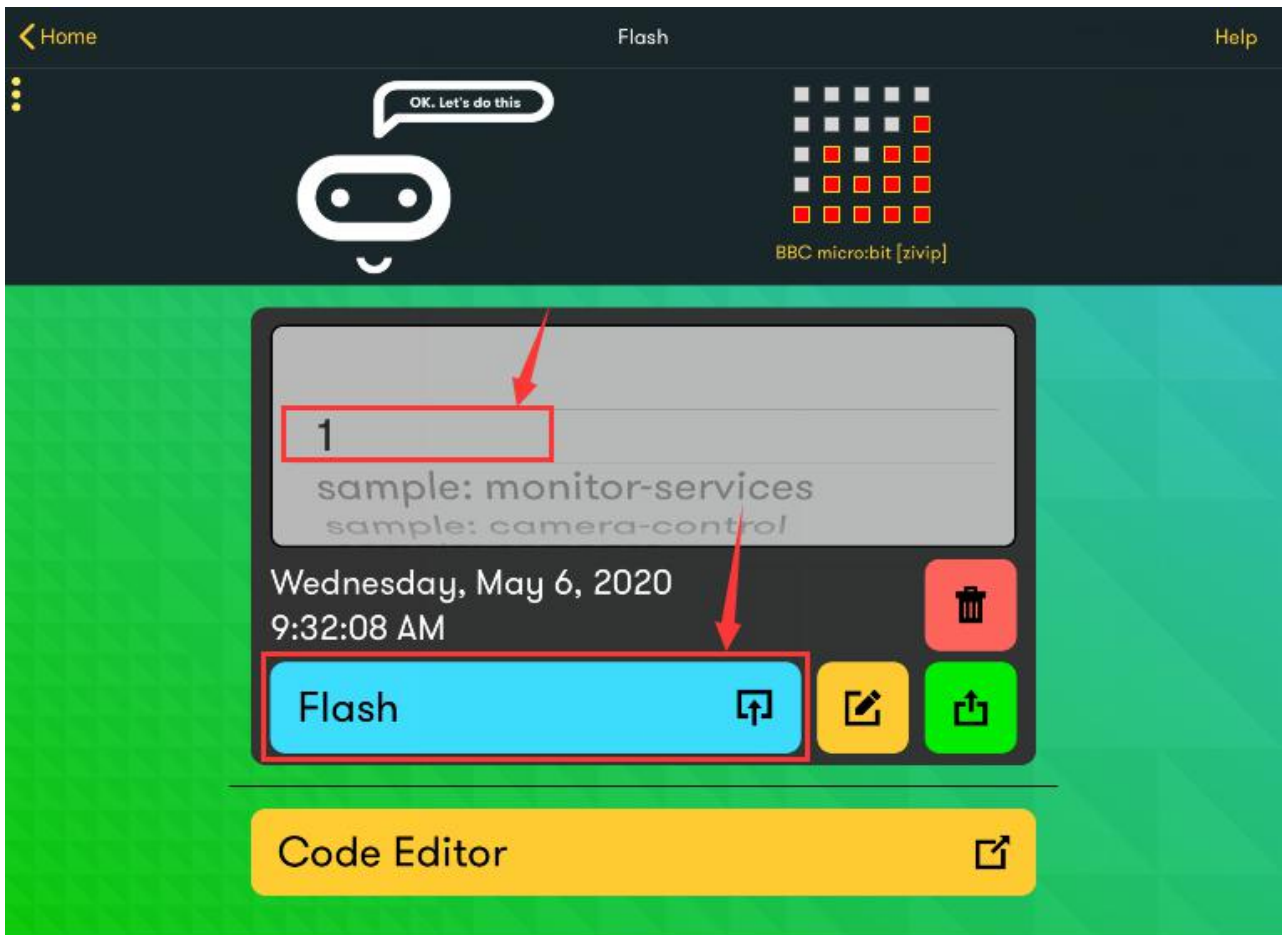 Home
Flash
Help
OK. Let's do this
BBC micro:bit [zivip]
1
sample: monitor-services
sample: camera-control
Wednesday, May 6, 2020
9:32:08 AM
Flash
Code Editor